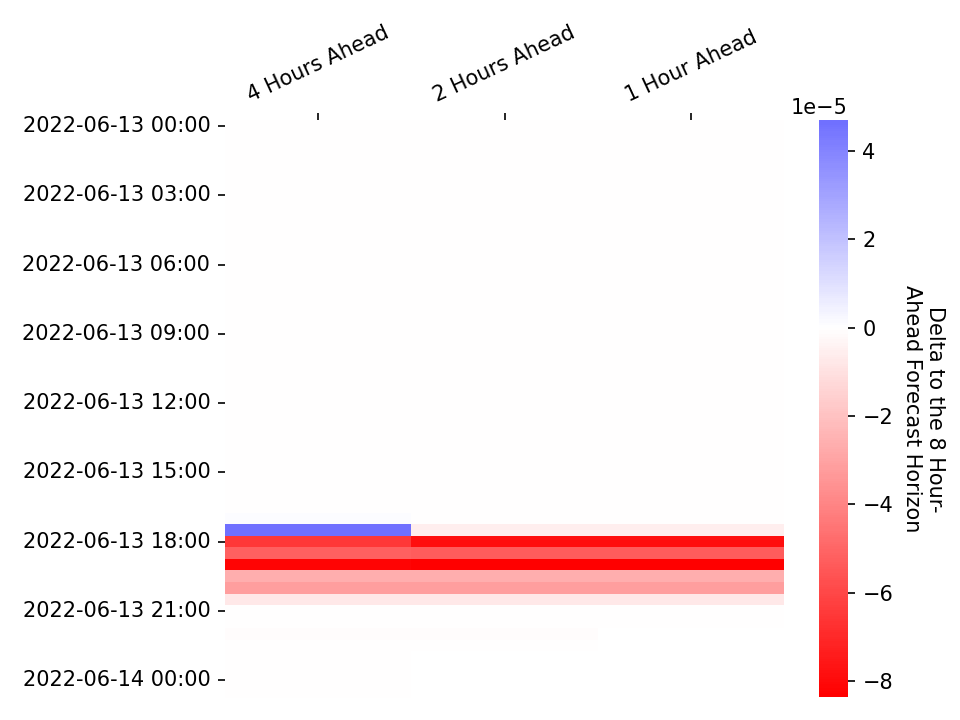 4 Hours Ahead
2 Hours Ahead
1 Hour Ahead
2022-06-13 00:00
2022-06-13 03:00
2022-06-13 06:00
2022-06-13 09:00
2022-06-13 12:00
2022-06-13 15:00
2022-06-13 18:00
2022-06-13 21:00
2022-06-14 00:00
1e−5
4
2
0
−2
−4
−6
−8
Delta to the 8 Hour-
Ahead Forecast Horizon